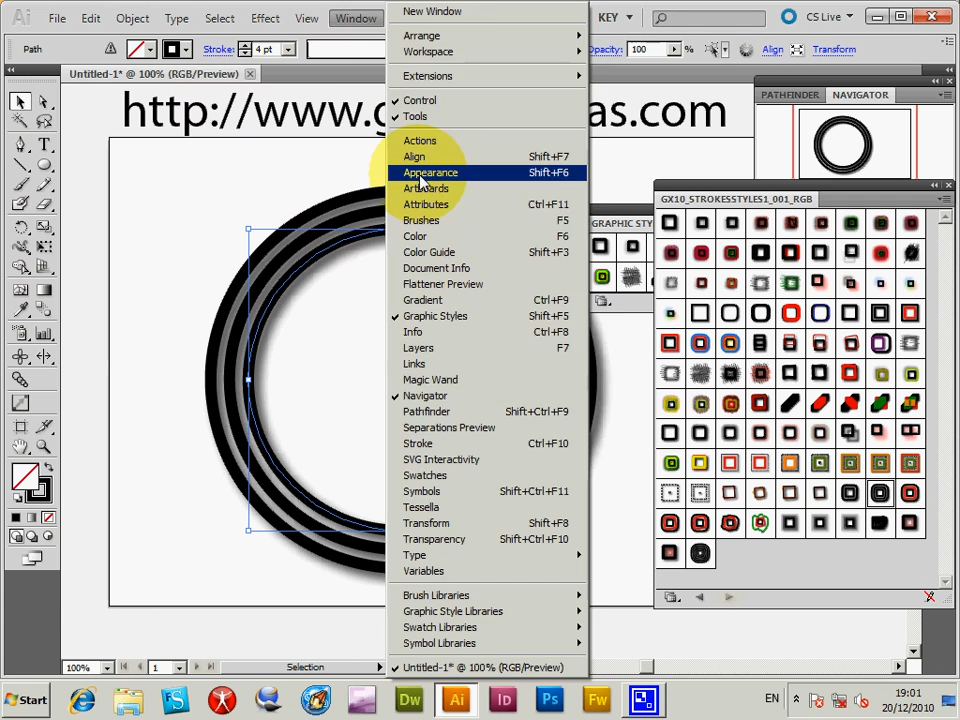 Ai File Edit Object Type Select Effect View Window KEY CS Live
Path Stroke: 4 pt Opacity: 100 Align Transform
Untitled-1* @ 100% (RGB/Preview)
http://www.g as.com
New Window
Arrange
Workspace
Extensions
Control
Tools
Actions
Align Shift+F7
Appearance Shift+F6
Artboards
Attributes Ctrl+F11
Brushes F5
Color F6
Color Guide Shift+F3
Document Info
Flattener Preview
Gradient Ctrl+F9
Graphic Styles Shift+F5
Info Ctrl+F8
Layers F7
Links
Magic Wand
Navigator
Pathfinder Shift+Ctrl+F9
Separations Preview
Stroke Ctrl+F10
SVG Interactivity
Swatches
Symbols Shift+Ctrl+F11
Tessella
Transform Shift+F8
Transparency Shift+Ctrl+F10
Type
Variables
Brush Libraries
Graphic Style Libraries
Swatch Libraries
Symbol Libraries
Untitled-1* @ 100% (RGB/Preview)
PATHFINDER NAVIGATOR
GX10_STROKESSTYLES1_001_RGB
GRAPHIC STY
100% 1 Selection
Start Dw Ai Id Ps Fw EN 19:01
20/12/2010